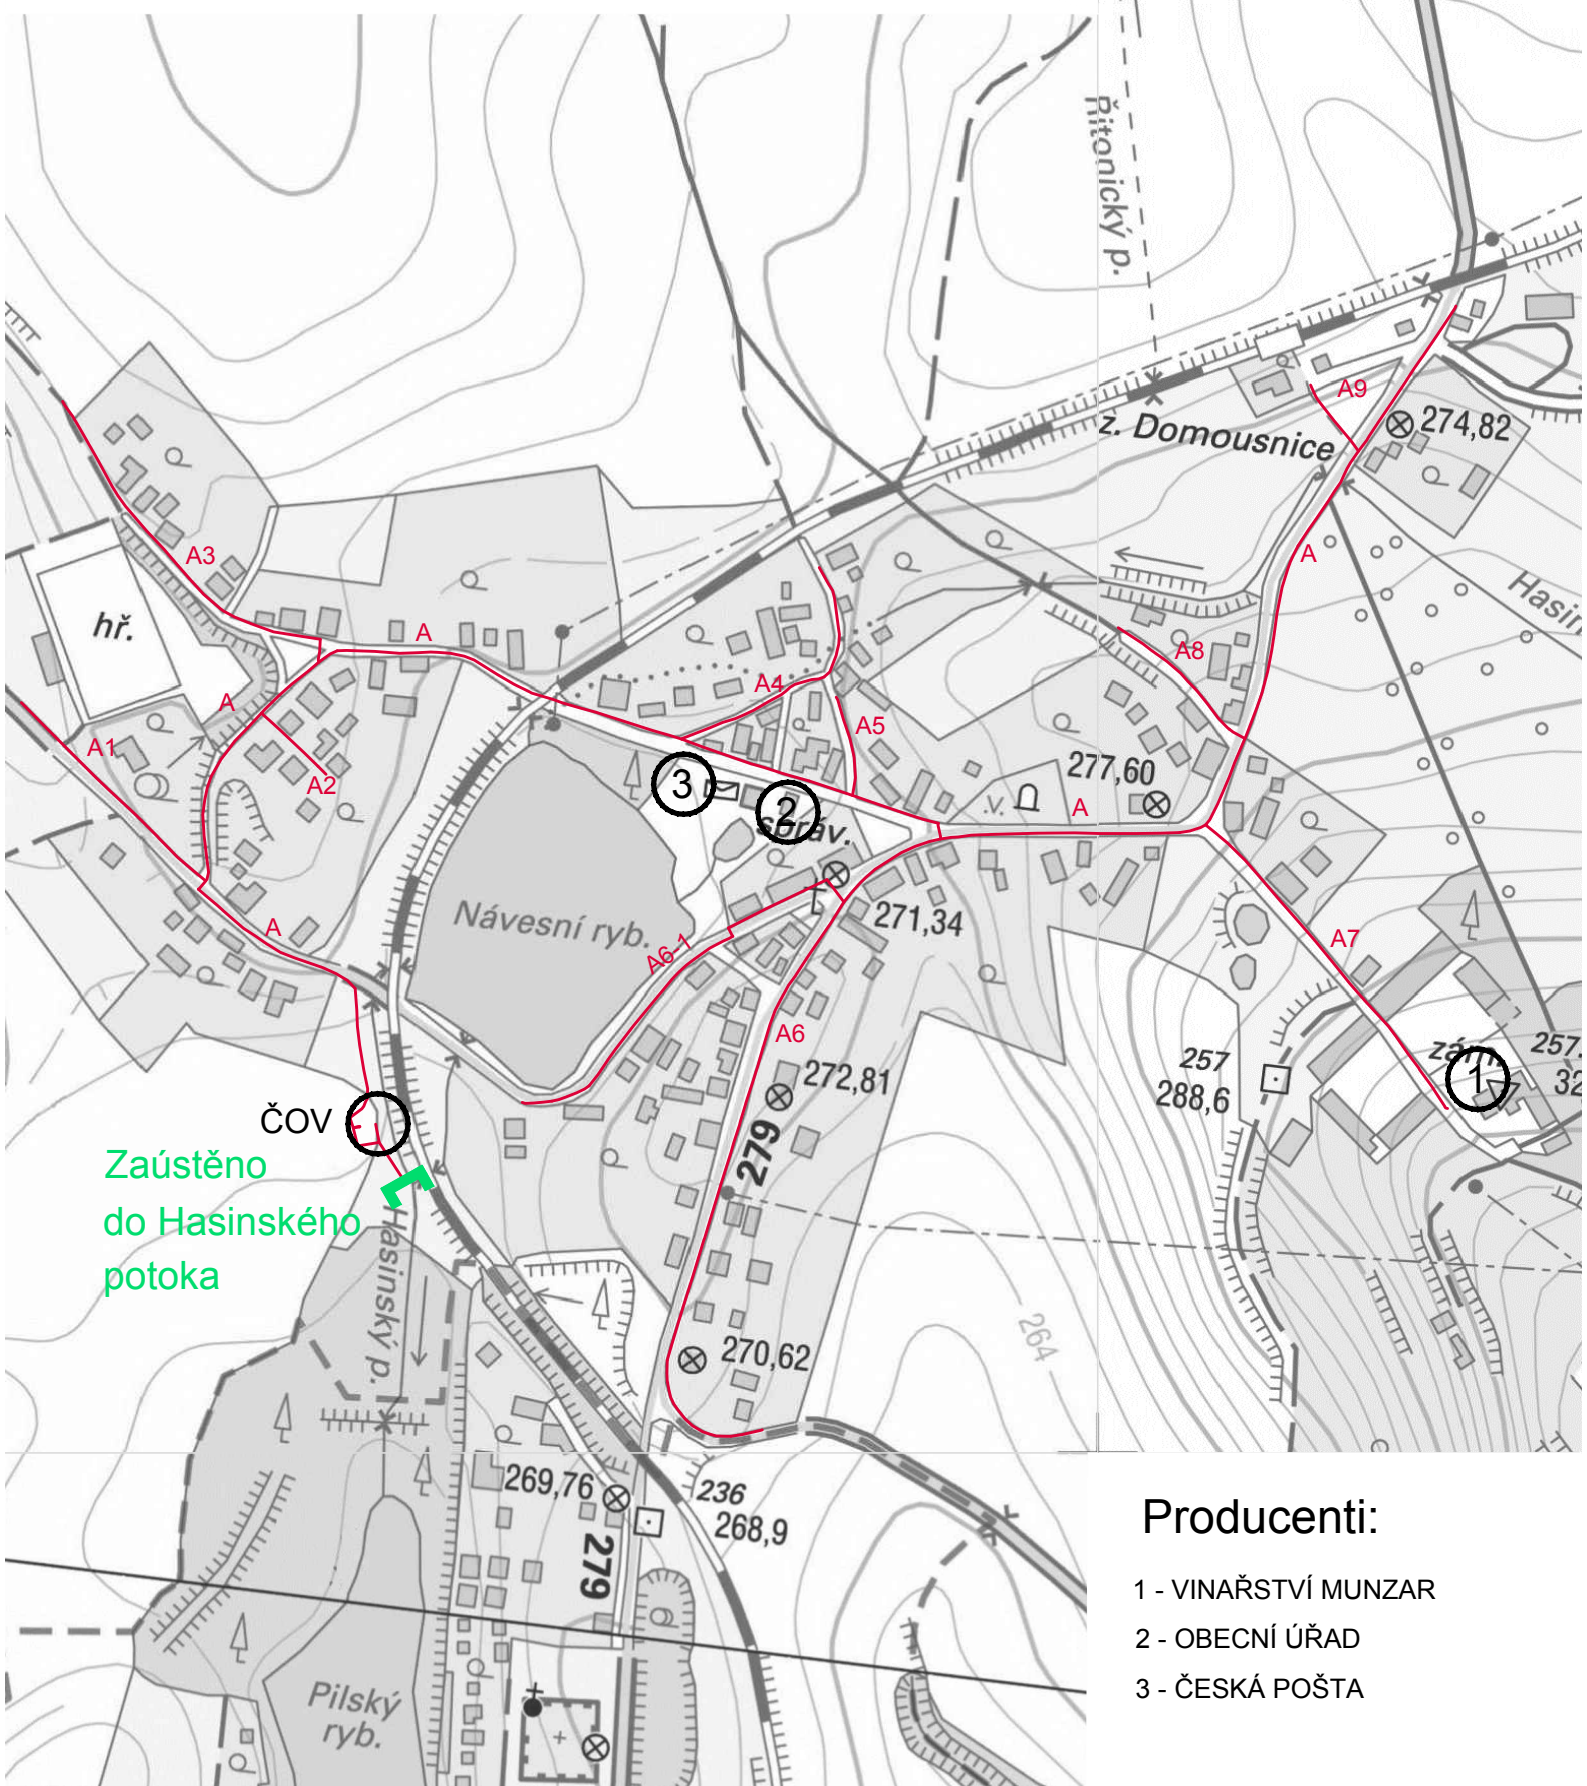 Řitonický p.
A9
z. Domousnice
274,82
A3
hř.
A
A
Hasin
A8
A4
A
A5
A1
A2
277,60
A
3
2
správ.
.v.
Návesní ryb.
271,34
A
A6-1
A7
A6
zám.
257.
1
32
257
288,6
272,81
ČOV
279
Zaústěno
do Hasinského
potoka
Hasinský p.
264
270,62
269,76
236
268,9
279
Pilský
ryb.
Producenti:
1 - VINAŘSTVÍ MUNZAR
2 - OBECNÍ ÚŘAD
3 - ČESKÁ POŠTA